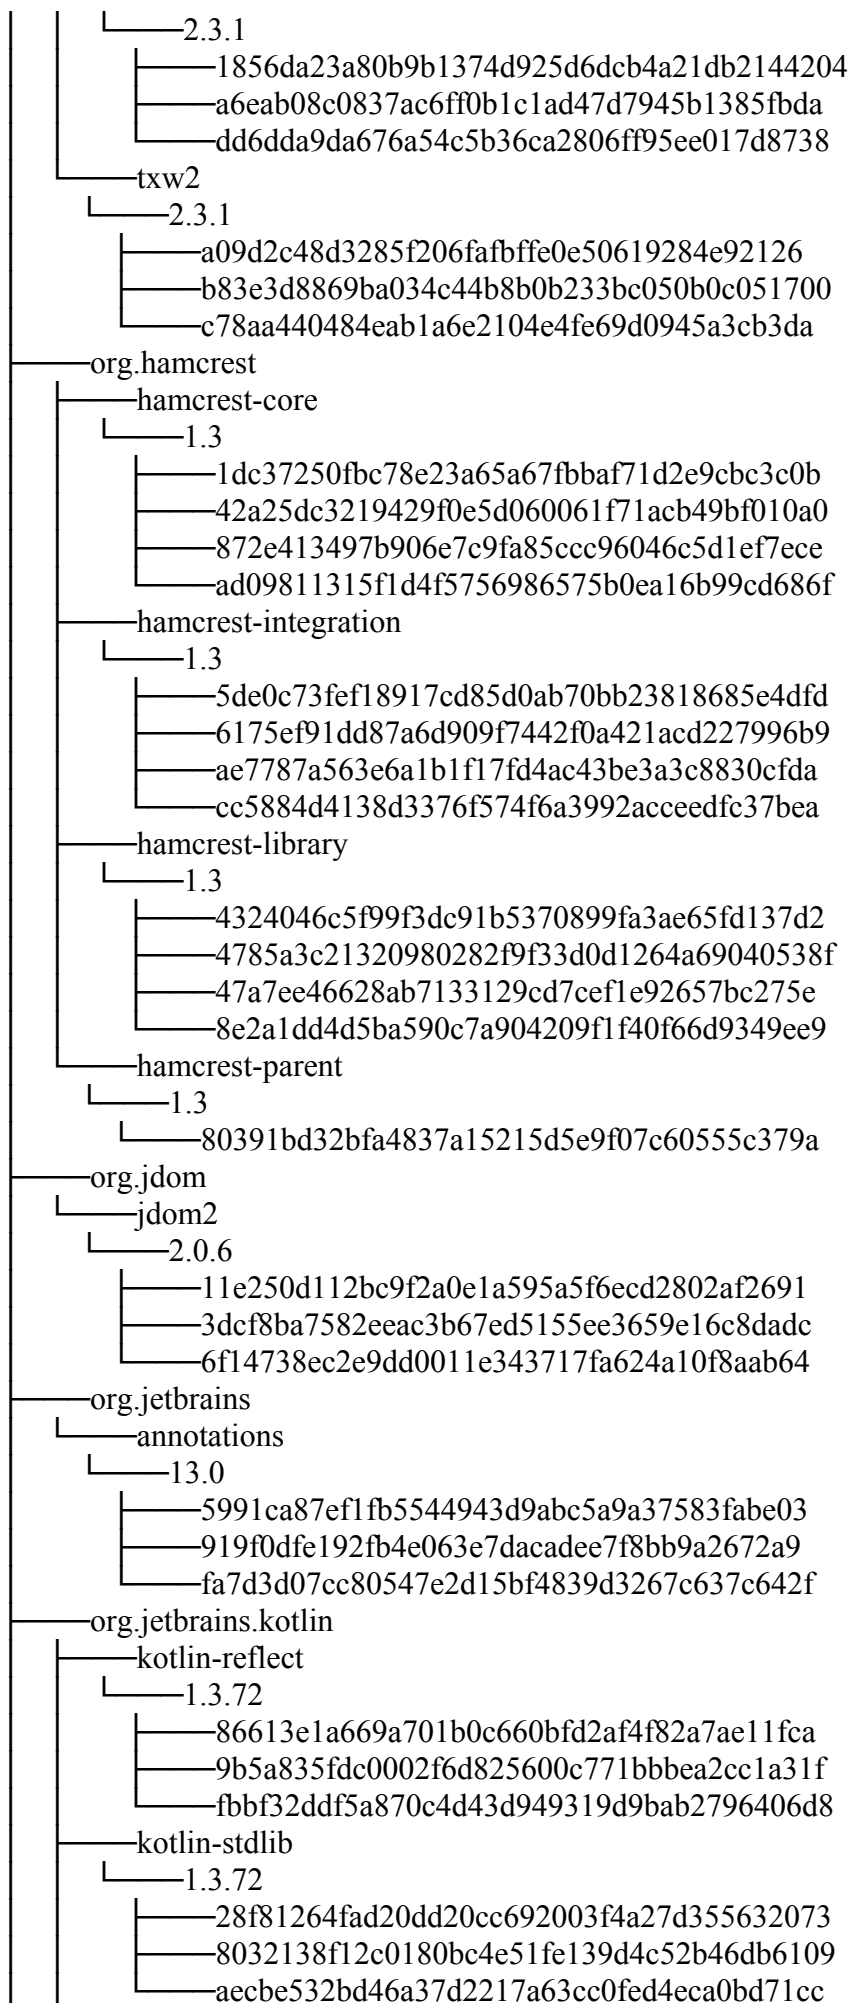 2.3.1
1856da23a80b9b1374d925d6dcb4a21db2144204
a6eab08c0837ac6ff0b1c1ad47d7945b1385fbda
dd6dda9da676a54c5b36ca2806ff95ee017d8738
txw2
2.3.1
a09d2c48d3285f206fafbffe0e50619284e92126
b83e3d8869ba034c44b8b0b233bc050b0c051700
c78aa440484eab1a6e2104e4fe69d0945a3cb3da
org.hamcrest
hamcrest-core
1.3
1dc37250fbc78e23a65a67fbbaf71d2e9cbc3c0b
42a25dc3219429f0e5d060061f71acb49bf010a0
872e413497b906e7c9fa85ccc96046c5d1ef7ece
ad09811315f1d4f5756986575b0ea16b99cd686f
hamcrest-integration
1.3
5de0c73fef18917cd85d0ab70bb23818685e4dfd
6175ef91dd87a6d909f7442f0a421acd227996b9
ae7787a563e6a1b1f17fd4ac43be3a3c8830cfda
cc5884d4138d3376f574f6a3992acceedfc37bea
hamcrest-library
1.3
4324046c5f99f3dc91b5370899fa3ae65fd137d2
4785a3c21320980282f9f33d0d1264a69040538f
47a7ee46628ab7133129cd7cef1e92657bc275e
8e2a1dd4d5ba590c7a904209f1f40f66d9349ee9
hamcrest-parent
1.3
80391bd32bfa4837a15215d5e9f07c60555c379a
org.jdom
jdom2
2.0.6
11e250d112bc9f2a0e1a595a5f6ecd2802af2691
3dcf8ba7582eeac3b67ed5155ee3659e16c8dadc
6f14738ec2e9dd0011e343717fa624a10f8aab64
org.jetbrains
annotations
13.0
5991ca87ef1fb5544943d9abc5a9a37583fabe03
919f0dfe192fb4e063e7dacadee7f8bb9a2672a9
fa7d3d07cc80547e2d15bf4839d3267c637c642f
org.jetbrains.kotlin
kotlin-reflect
1.3.72
86613e1a669a701b0c660bfd2af4f82a7ae11fca
9b5a835fdc0002f6d825600c771bbbea2cc1a31f
fbbf32ddf5a870c4d43d949319d9bab2796406d8
kotlin-stdlib
1.3.72
28f81264fad20dd20cc692003f4a27d355632073
8032138f12c0180bc4e51fe139d4c52b46db6109
aecbe532bd46a37d2217a63cc0fed4eca0bd71cc